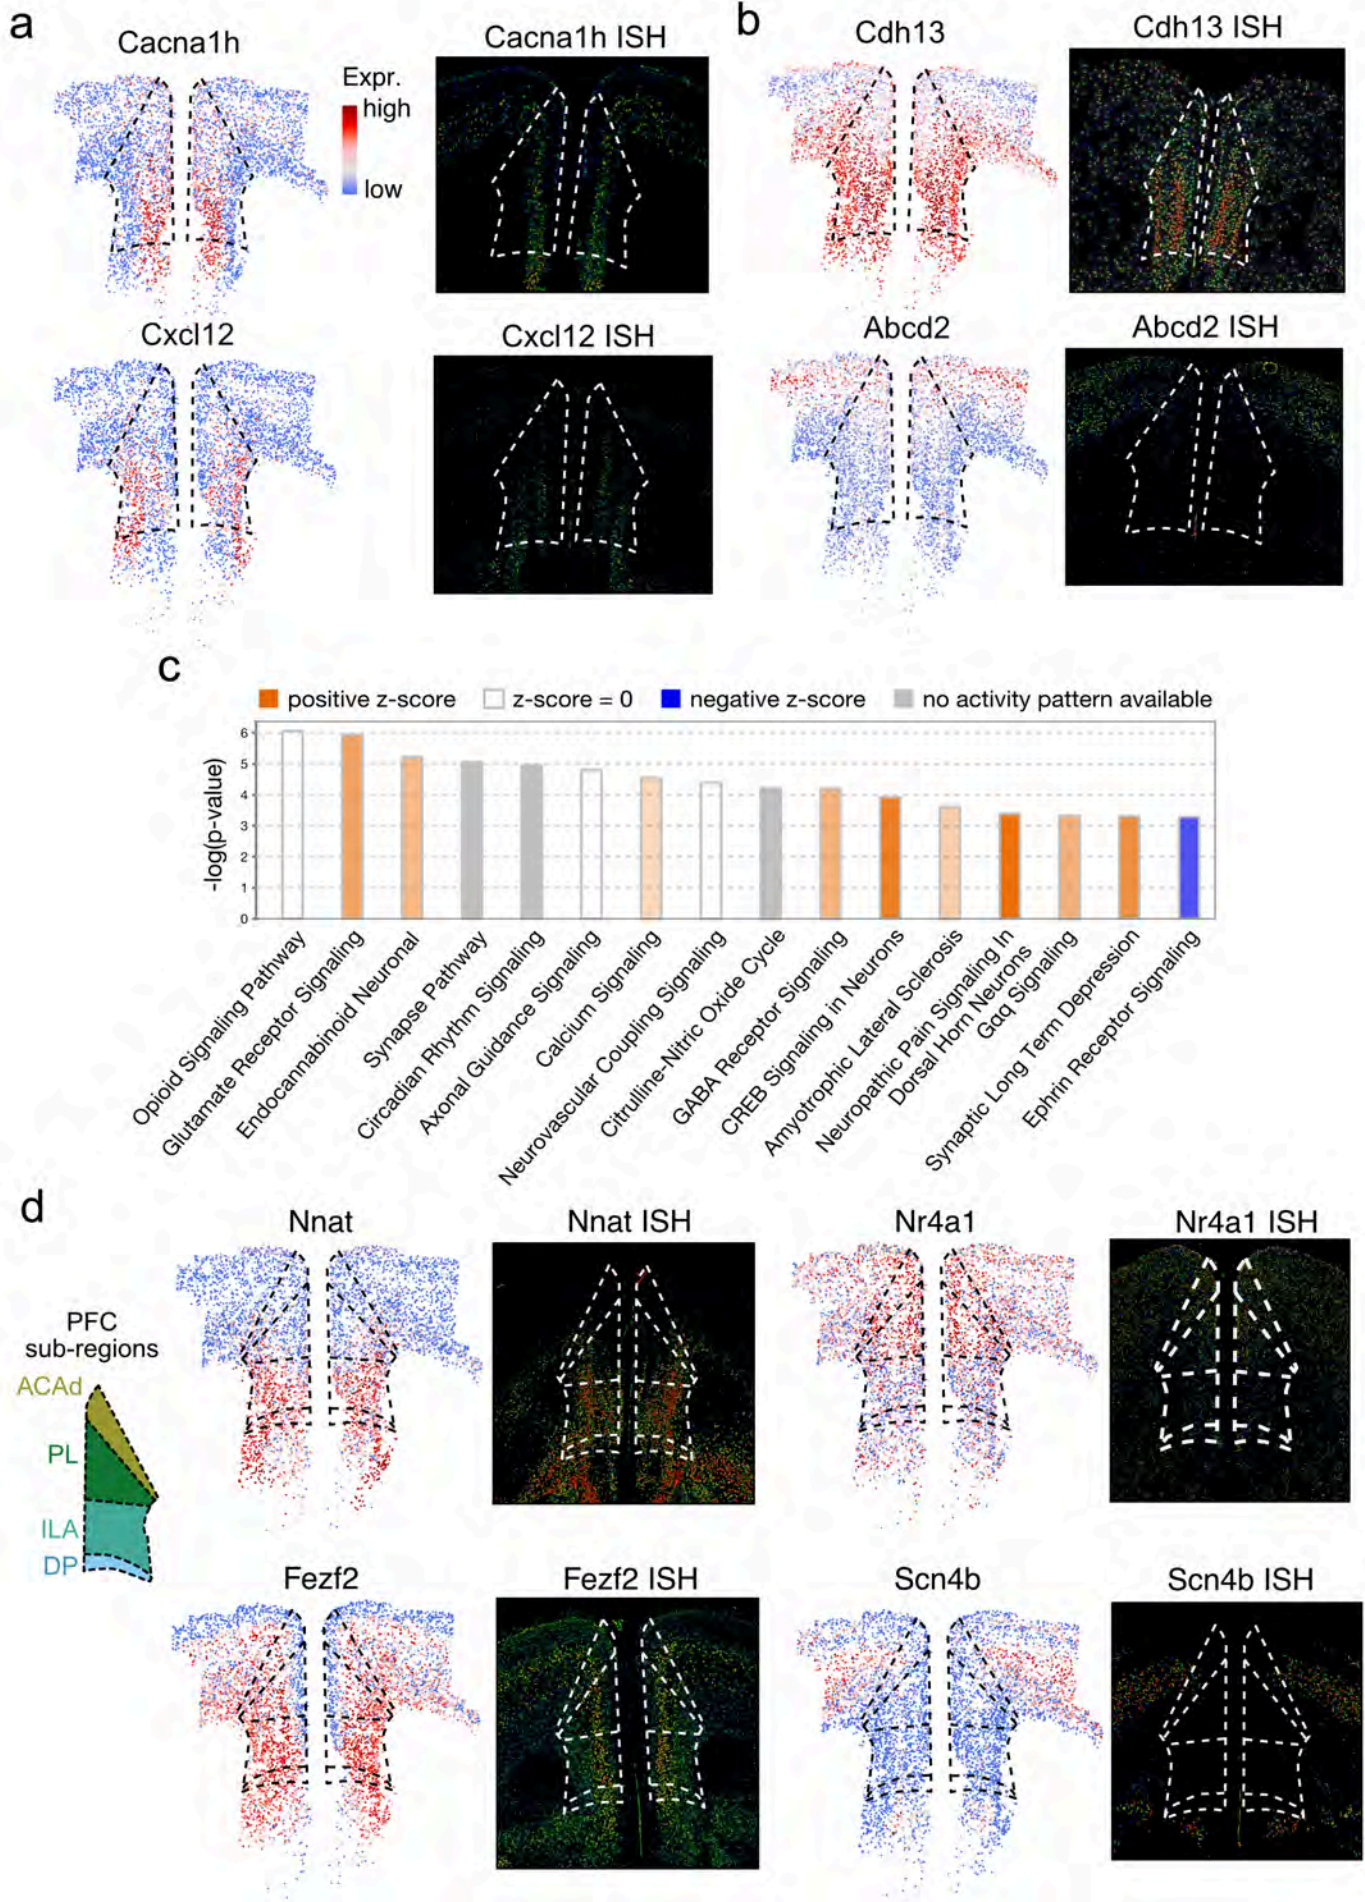 a
Cacna1h
Expr.
high
low
Cacna1h ISH
Cxcl12
Cxcl12 ISH
b
Cdh13
Cdh13 ISH
Abcd2
Abcd2 ISH
c
positive z-score
z-score = 0
negative z-score
no activity pattern available
-log(p-value)
6
5
4
3
2
1
0
Opioid Signaling Pathway
Glutamate Receptor Signaling
Endocannabinoid Neuronal
Synapse Pathway
Circadian Rhythm Signaling
Axonal Guidance Signaling
Calcium Signaling
Neurovascular Coupling Signaling
Citrulline-Nitric Oxide Cycle
GABA Receptor Signaling
CREB Signaling in Neurons
Amyotrophic Lateral Sclerosis
Neuropathic Pain Signaling In
Dorsal Horn Neurons
Gαq Signaling
Synaptic Long Term Depression
Ephrin Receptor Signaling
d
PFC
sub-regions
ACAd
PL
ILA
DP
Nnat
Nnat ISH
Nr4a1
Nr4a1 ISH
Fezf2
Fezf2 ISH
Scn4b
Scn4b ISH